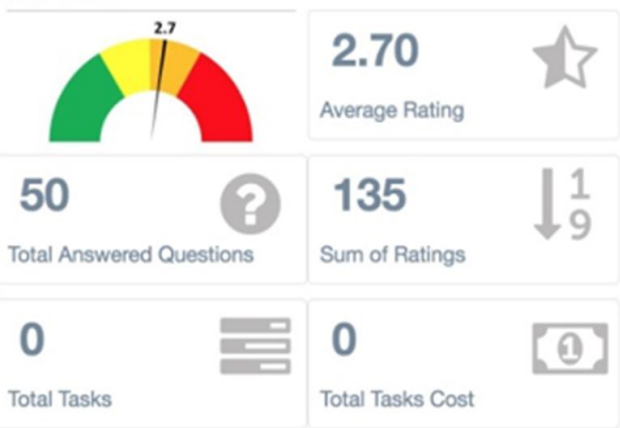 2.7
2.70
Average Rating
50
?
Total Answered Questions
135
1
9
Sum of Ratings
0
Total Tasks
0
1
Total Tasks Cost